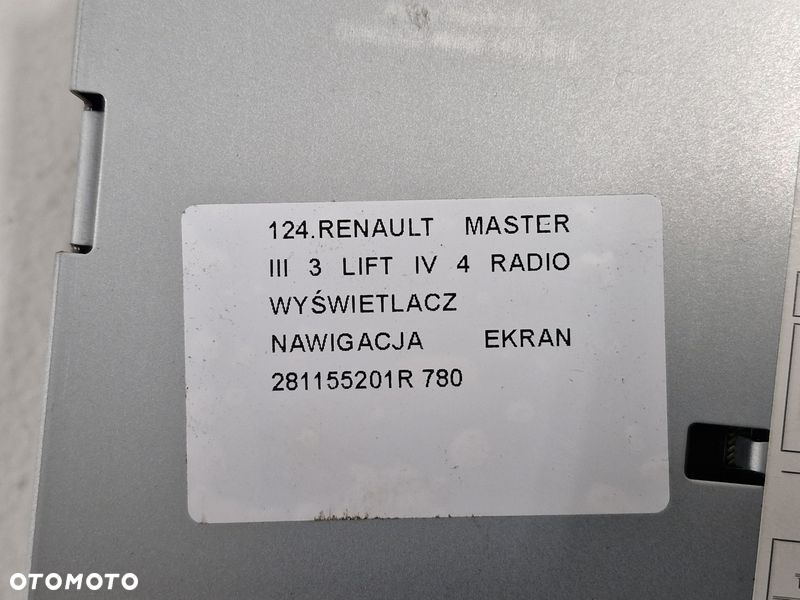 124.RENAULT MASTER
III 3 LIFT IV 4 RADIO
WYŚWIETLACZ
NAWIGACJA EKRAN
281155201R 780
OTOMOTO